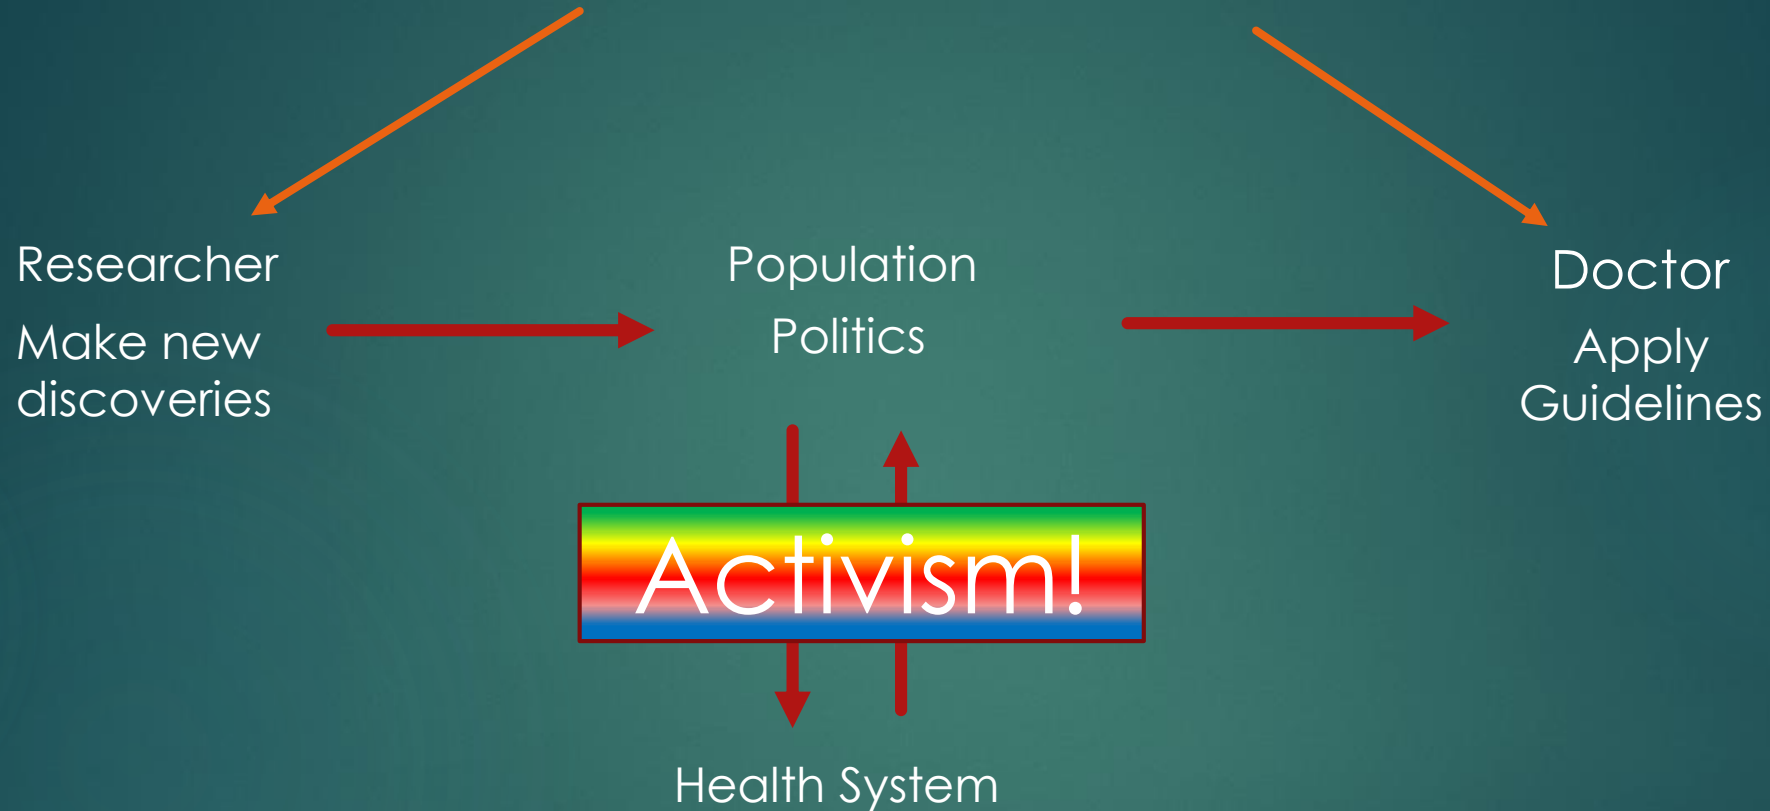 Researcher
Make new
discoveries
Population
Politics
Doctor
Apply
Guidelines
Activism!
Health System